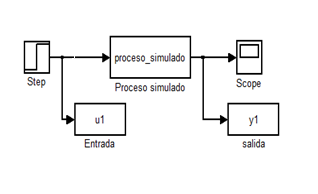 proceso_simulado
Step
Proceso simulado
Scope
u1
y1
Entrada
salida